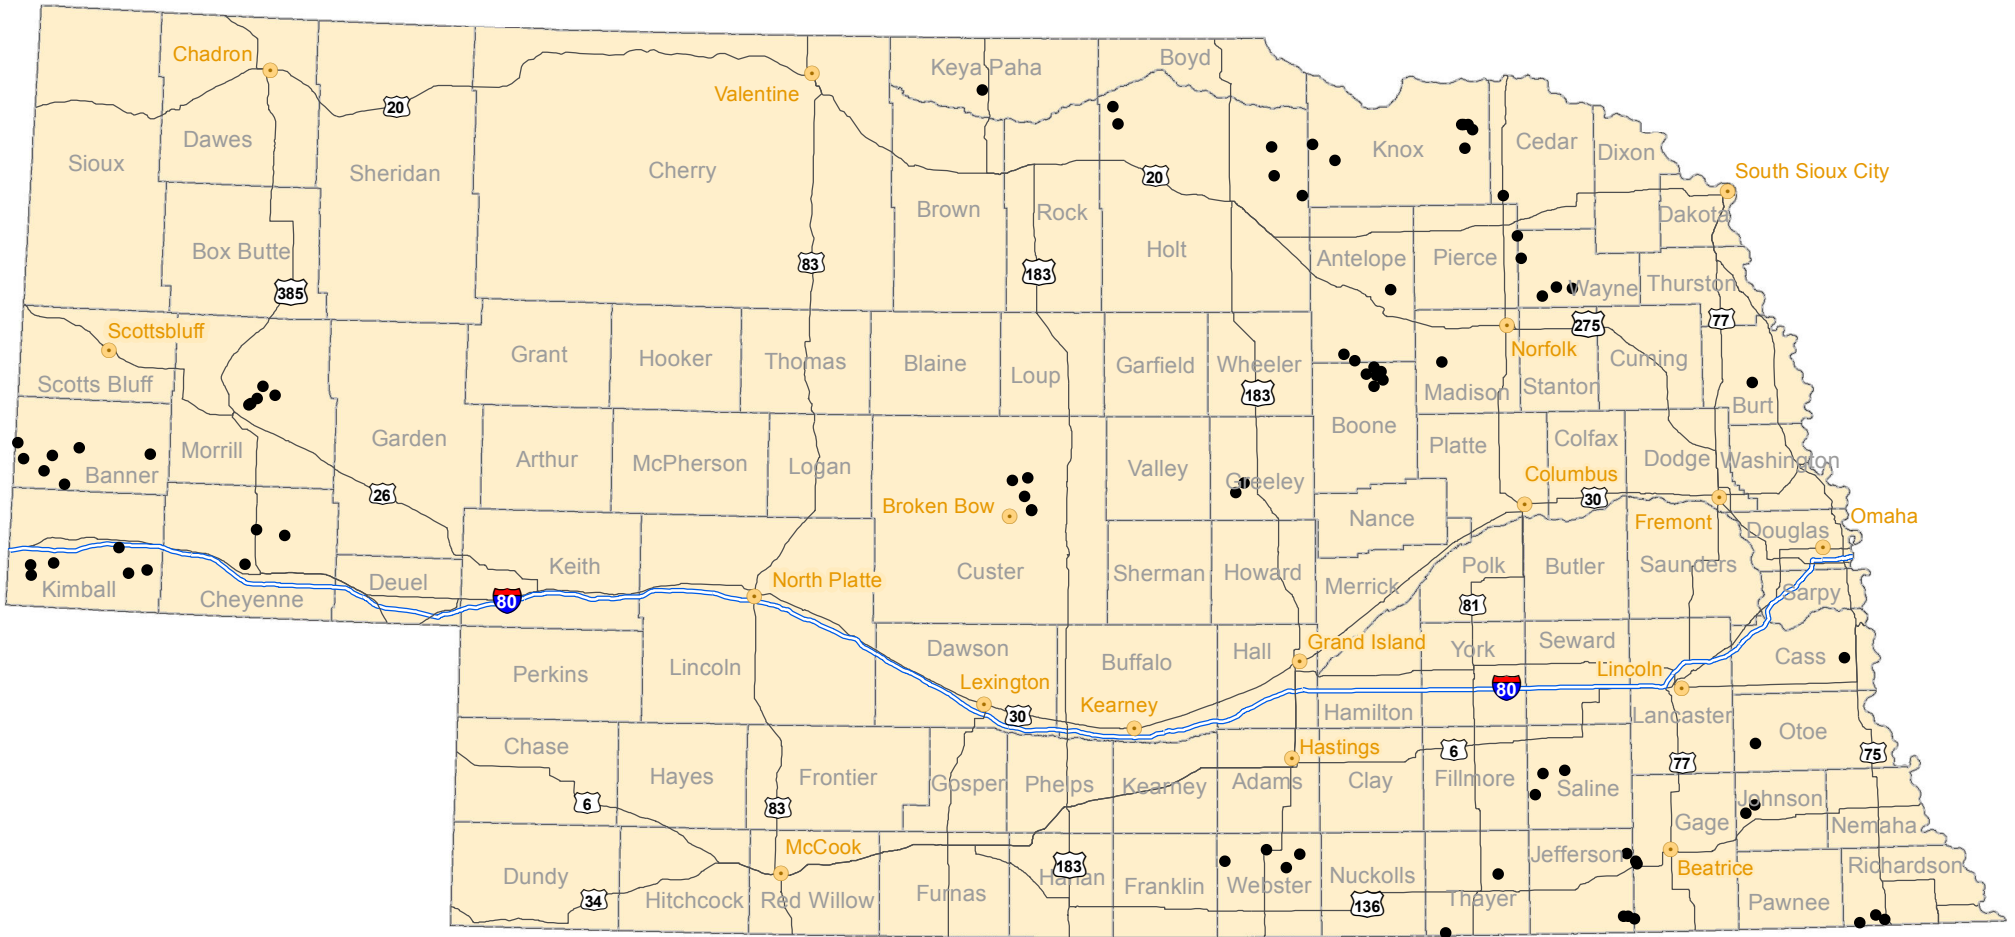 Chadron
Boyd
Keya Paha
Valentine
20
Dawes
Cedar
Knox
Dixon
Sioux
Sheridan
Cherry
20
South Sioux City
Brown
Rock
Dakota
Box Butte
Holt
Antelope
Pierce
83
183
385
Wayne
Thurston
Scottsbluff
275
77
Norfolk
Grant
Hooker
Thomas
Blaine
Loup
Garfield
Wheeler
Cuming
Scotts Bluff
Madison
Stanton
183
Burt
Boone
Garden
Morrill
Platte
Colfax
Arthur
McPherson
Logan
Valley
Dodge
Washington
Banner
Greeley
Columbus
26
30
Broken Bow
Nance
Fremont
Omaha
Douglas
Keith
Custer
Sherman
Howard
Polk
Butler
Saunders
Kimball
Deuel
North Platte
Merrick
Cheyenne
80
81
Sarpy
Dawson
Hall
Grand Island
York
Seward
Perkins
Lincoln
Buffalo
Lincoln
Cass
Lexington
80
30
Kearney
Hamilton
Lancaster
Otoe
Chase
Hastings
6
75
Hayes
Frontier
Gosper
Phelps
Kearney
Adams
Clay
Fillmore
77
Saline
6
83
Johnson
Gage
Nemaha
McCook
Jefferson
183
Beatrice
Richardson
Dundy
Harlan
Nuckolls
Franklin
Webster
34
Hitchcock
Red Willow
Furnas
136
Thayer
Pawnee